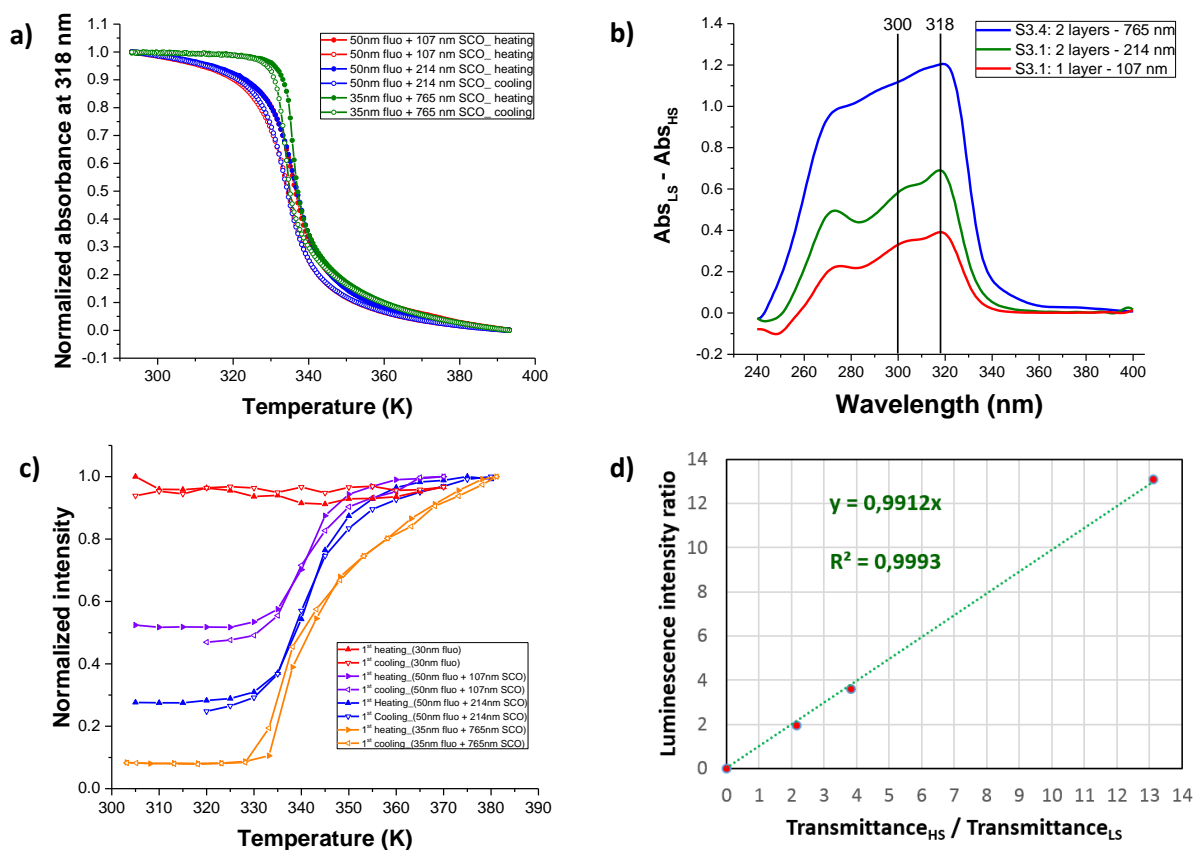 a)
Normalized absorbance at 318 nm
1.1
1.0
0.9
0.8
0.7
0.6
0.5
0.4
0.3
0.2
0.1
0.0
-0.1
50nm fluo + 107 nm SCO_ heating
50nm fluo + 107 nm SCO_ heating
50nm fluo + 214 nm SCO_ heating
50nm fluo + 214 nm SCO_ cooling
35nm fluo + 765 nm SCO_ heating
35nm fluo + 765 nm SCO_ cooling
300 320 340 360 380 400
Temperature (K)
b)
Abs_LS - Abs_HS
1.4
1.2
1.0
0.8
0.6
0.4
0.2
0.0
-0.2
300 318
S3.4: 2 layers - 765 nm
S3.1: 2 layers - 214 nm
S3.1: 1 layer - 107 nm
240 260 280 300 320 340 360 380 400
Wavelength (nm)
c)
Normalized intensity
1.0
0.8
0.6
0.4
0.2
0.0
1st heating_(30nm fluo)
1st cooling_(30nm fluo)
1st heating_(50nm fluo + 107nm SCO)
1st cooling_(50nm fluo + 107nm SCO)
1st Heating_(50nm fluo + 214nm SCO)
1st Cooling_(50nm fluo + 214nm SCO)
1st heating_(35nm fluo + 765nm SCO)
1st cooling_(35nm fluo + 765nm SCO)
300 310 320 330 340 350 360 370 380 390
Temperature (K)
d)
Luminescence intensity ratio
14
12
10
8
6
4
2
0
y = 0,9912x
R² = 0,9993
0 1 2 3 4 5 6 7 8 9 10 11 12 13 14
Transmittance_HS / Transmittance_LS